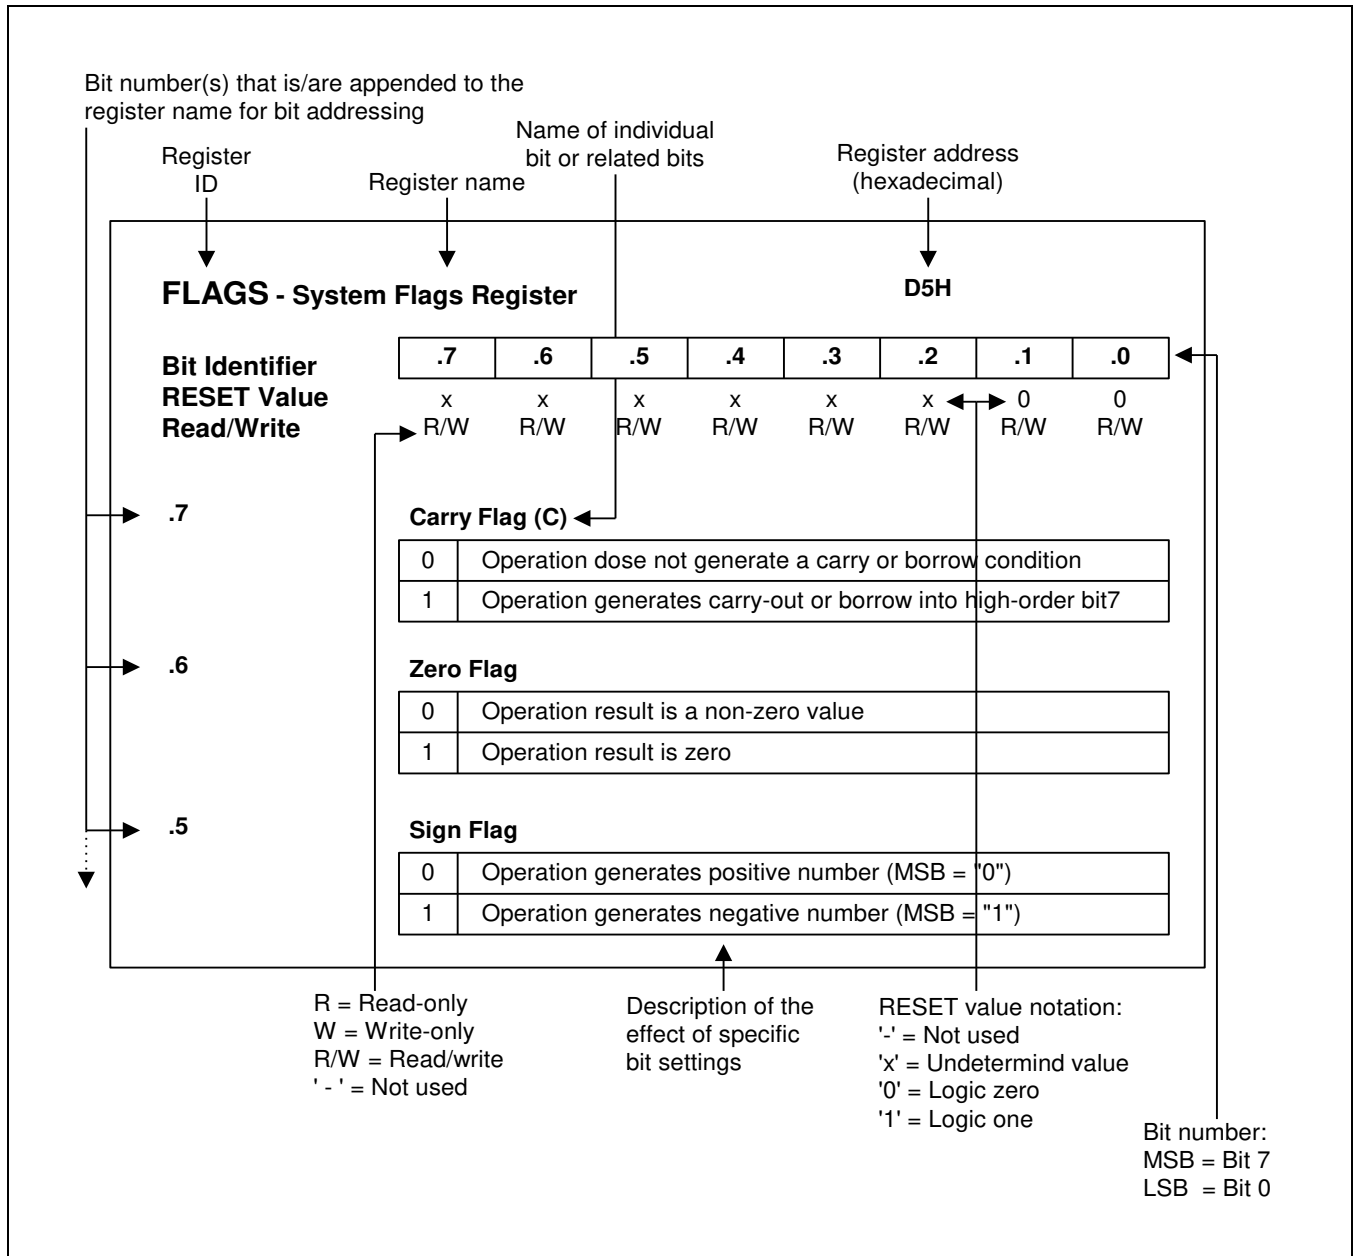 Bit number(s) that is/are appended to the
register name for bit addressing
Register
ID
Register name
Name of individual
bit or related bits
Register address
(hexadecimal)
FLAGS - System Flags Register D5H
Bit Identifier .7 .6 .5 .4 .3 .2 .1 .0
RESET Value x x x x x x 0 0
Read/Write R/W R/W R/W R/W R/W R/W R/W R/W
.7 Carry Flag (C)
0 Operation dose not generate a carry or borrow condition
1 Operation generates carry-out or borrow into high-order bit7
.6 Zero Flag
0 Operation result is a non-zero value
1 Operation result is zero
.5 Sign Flag
0 Operation generates positive number (MSB = "0")
1 Operation generates negative number (MSB = "1")
R = Read-only
W = Write-only
R/W = Read/write
' - ' = Not used
Description of the
effect of specific
bit settings
RESET value notation:
'-' = Not used
'x' = Undetermind value
'0' = Logic zero
'1' = Logic one
Bit number:
MSB = Bit 7
LSB = Bit 0